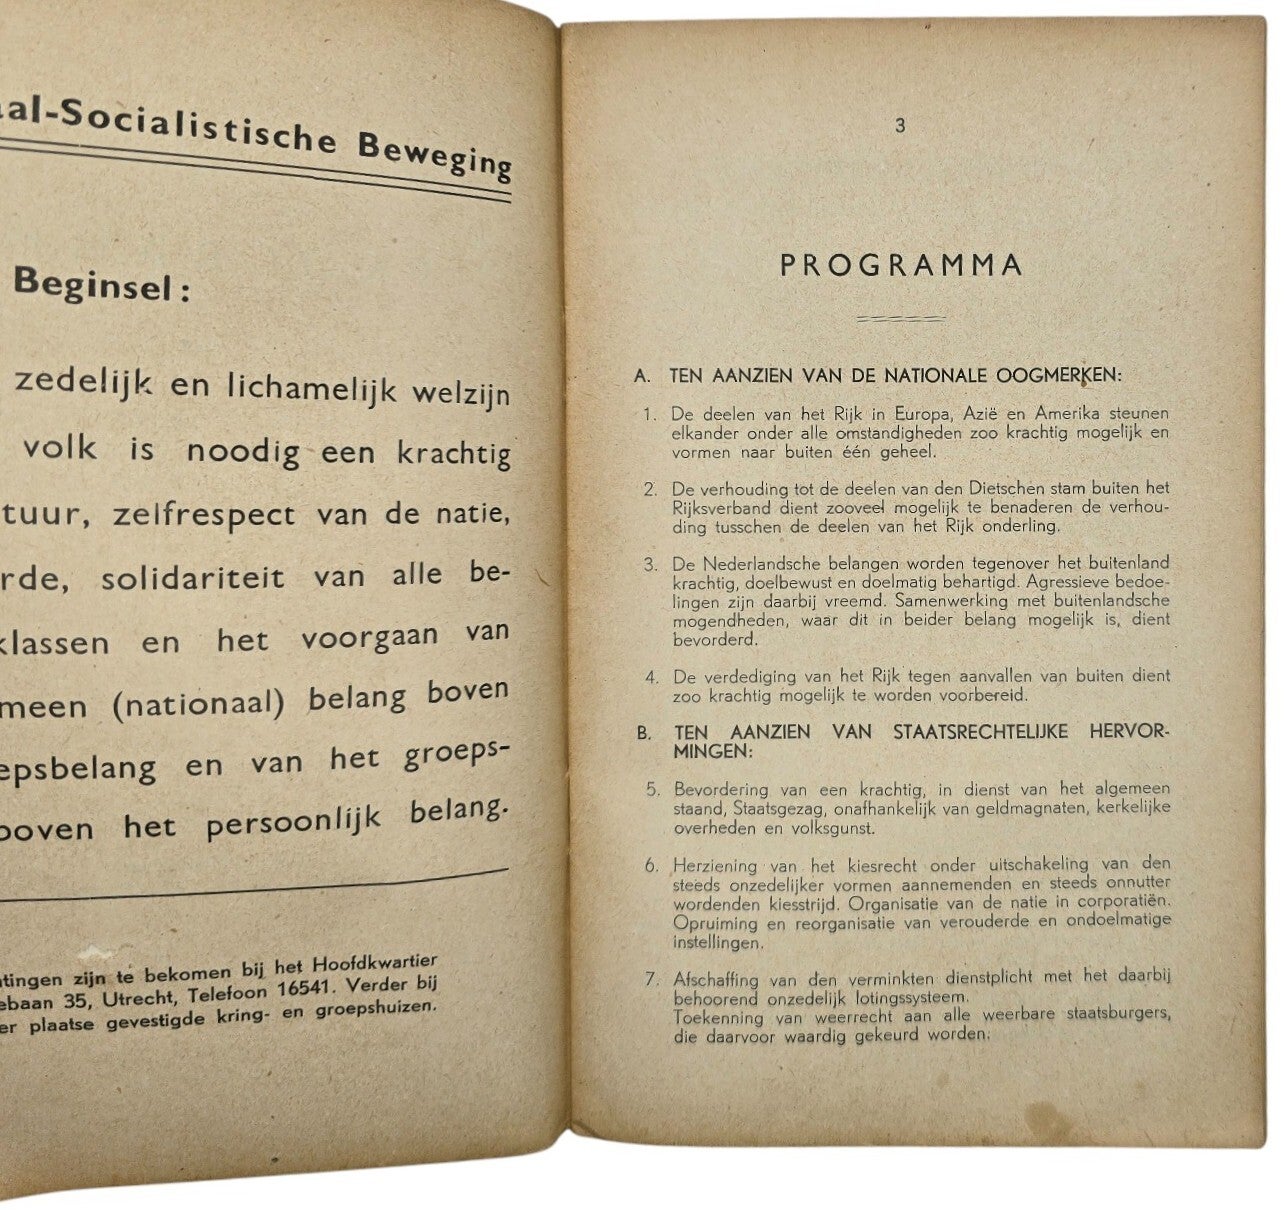 aal-Socialistische Beweging
Beginsel:
zedelijk en lichamelijk welzijn
volk is noodig een krachtig
tuur, zelfrespect van de natie,
rde, solidariteit van alle be-
klassen en het voorgaan van
meen (nationaal) belang boven
epsbelang en van het groeps-
boven het persoonlijk belang.
htingen zijn te bekomen bij het Hoofdkwartier
ebaan 35, Utrecht, Telefoon 16541. Verder bij
er plaatse gevestigde kring- en groepshuizen.
3
PROGRAMMA
A. TEN AANZIEN VAN DE NATIONALE OOGMERKEN:
1. De deelen van het Rijk in Europa, Azië en Amerika steunen
elkander onder alle omstandigheden zoo krachtig mogelijk en
vormen naar buiten één geheel.
2. De verhouding tot de deelen van den Dietschen stam buiten het
Rijksverband dient zooveel mogelijk te benaderen de verhou-
ding tusschen de deelen van het Rijk onderling.
3. De Nederlandsche belangen worden tegenover het buitenland
krachtig, doelbewust en doelmatig behartigd. Agressieve bedoe-
lingen zijn daarbij vreemd. Samenwerking met buitenlandsche
mogendheden, waar dit in beider belang mogelijk is, dient
bevorderd.
4. De verdediging van het Rijk tegen aanvallen van buiten dient
zoo krachtig mogelijk te worden voorbereid.
B. TEN AANZIEN VAN STAATSRECHTELIJKE HERVOR-
MINGEN:
5. Bevordering van een krachtig, in dienst van het algemeen
staand, Staatsgezag, onafhankelijk van geldmagnaten, kerkelijke
overheden en volksgunst.
6. Herziening van het kiesrecht onder uitschakeling van den
steeds onzedelijker vormen aannemenden en steeds onnutter
wordenden kiesstrijd. Organisatie van de natie in corporatiën.
Opruiming en reorganisatie van verouderde en ondoelmatige
instellingen.
7. Afschaffing van den verminkten dienstplicht met het daarbij
behoorend onzedelijk lotingssysteem.
Toekenning van weerrecht aan alle weerbare staatsburgers,
die daarvoor waardig gekeurd worden.